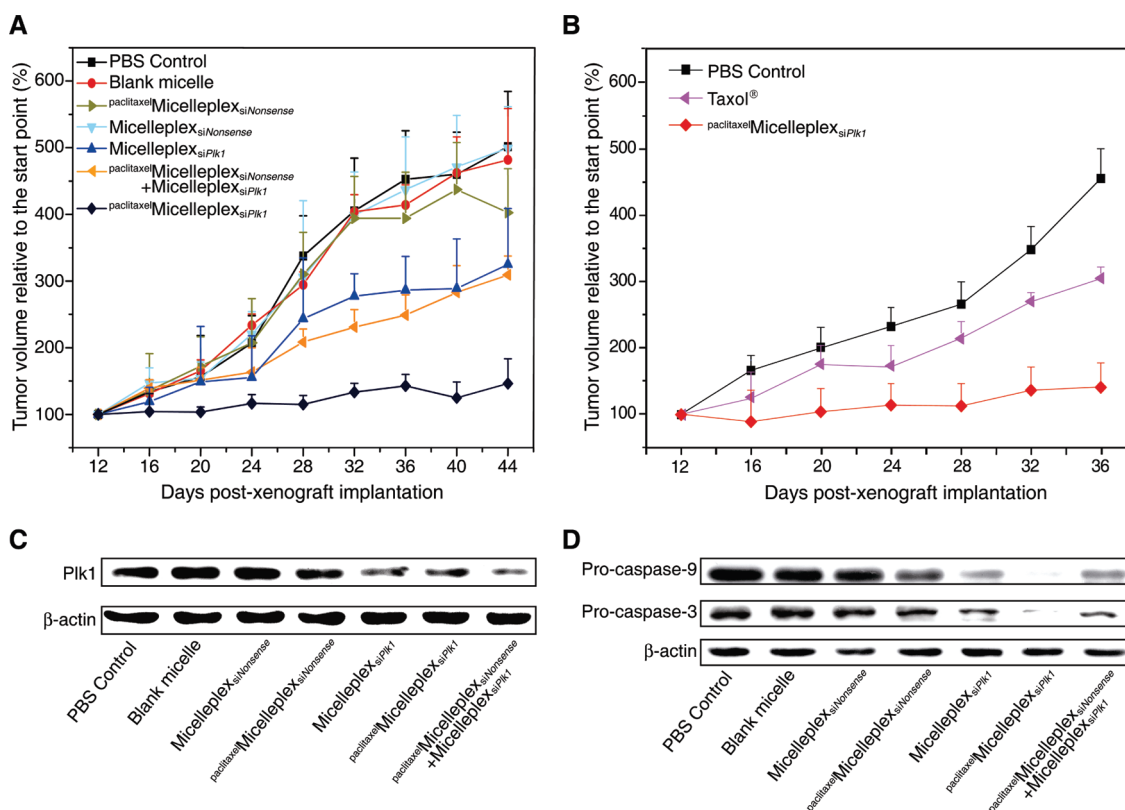 A
Tumor volume relative to the start point (%)
600
500
400
300
200
100
PBS Control
Blank micelle
paclitaxelMicelleplexsiNonsense
MicelleplexsiNonsense
MicelleplexsiPlk1
paclitaxelMicelleplexsiNonsense
+MicelleplexsiPlk1
paclitaxelMicelleplexsiPlk1
12 16 20 24 28 32 36 40 44
Days post-xenograft implantation
B
Tumor volume relative to the start point (%)
600
500
400
300
200
100
PBS Control
Taxol®
paclitaxelMicelleplexsiPlk1
12 16 20 24 28 32 36
Days post-xenograft implantation
C
Plk1
β-actin
PBS Control
Blank micelle
MicelleplexsiNonsense
paclitaxelMicelleplexsiNonsense
MicelleplexsiPlk1
paclitaxelMicelleplexsiPlk1
paclitaxelMicelleplexsiNonsense
+MicelleplexsiPlk1
D
Pro-caspase-9
Pro-caspase-3
β-actin
PBS Control
Blank micelle
MicelleplexsiNonsense
paclitaxelMicelleplexsiNonsense
MicelleplexsiPlk1
paclitaxelMicelleplexsiPlk1
paclitaxelMicelleplexsiNonsense
+MicelleplexsiPlk1